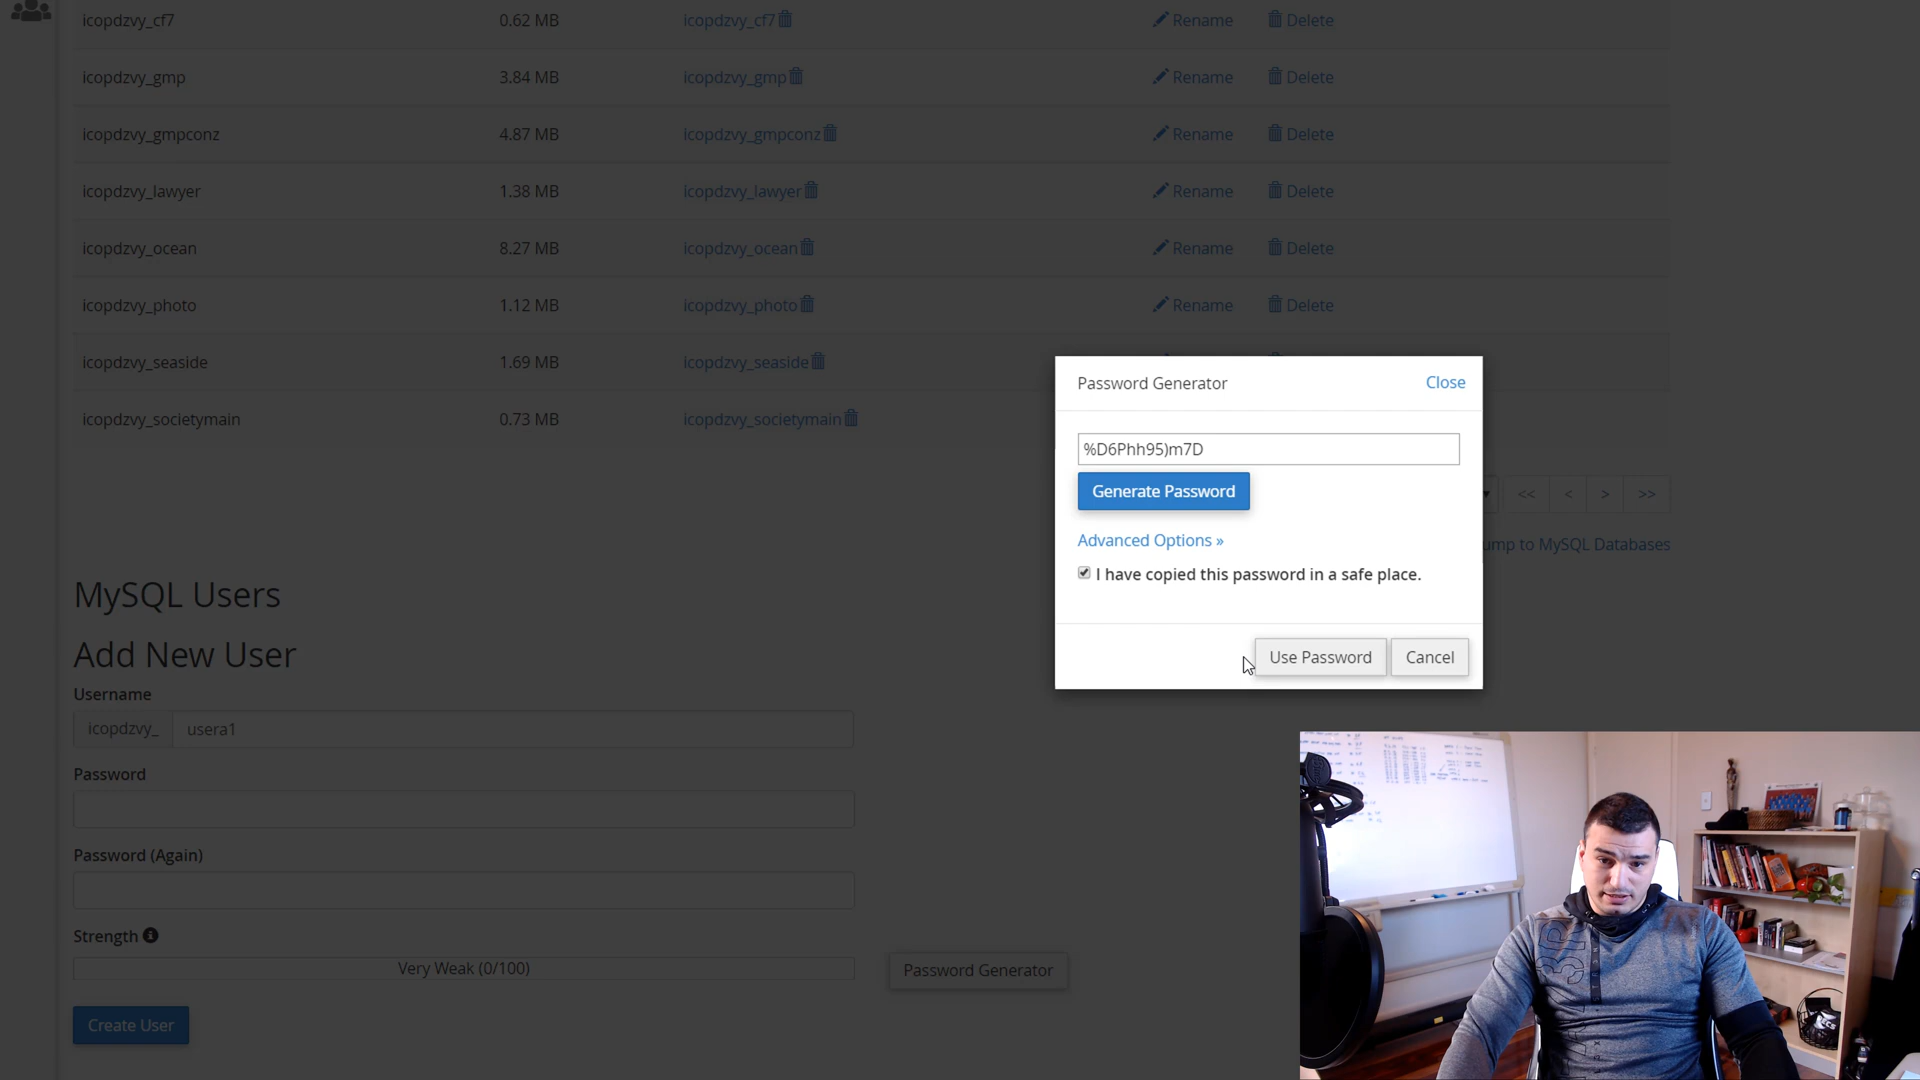 icopdzvy_cf7 0.62 MB icopdzvy_cf7 Rename Delete
icopdzvy_gmp 3.84 MB icopdzvy_gmp Rename Delete
icopdzvy_gmpconz 4.87 MB icopdzvy_gmpconz Rename Delete
icopdzvy_lawyer 1.38 MB icopdzvy_lawyer Rename Delete
icopdzvy_ocean 8.27 MB icopdzvy_ocean Rename Delete
icopdzvy_photo 1.12 MB icopdzvy_photo Rename Delete
icopdzvy_seaside 1.69 MB icopdzvy_seaside
icopdzvy_societymain 0.73 MB icopdzvy_societymain
Password Generator Close
%D6Phh95)m7D
Generate Password
<< < > >>
Advanced Options »
ump to MySQL Databases
I have copied this password in a safe place.
Use Password Cancel
MySQL Users
Add New User
Username
icopdzvy_ usera1
Password
Password (Again)
Strength
Very Weak (0/100)
Password Generator
Create User